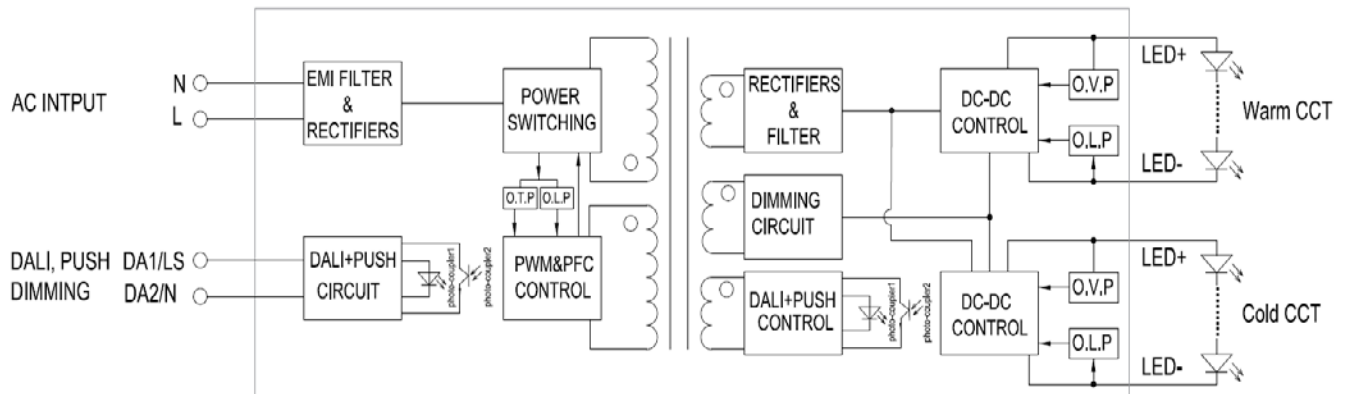 AC INTPUT
N
L
EMI FILTER
&
RECTIFIERS
POWER
SWITCHING
O.T.P
O.L.P
PWM&PFC
CONTROL
DALI, PUSH
DIMMING
DA1/LS
DA2/N
DALI+PUSH
CIRCUIT
photo-coupler1
photo-coupler2
RECTIFIERS
&
FILTER
DIMMING
CIRCUIT
DALI+PUSH
CONTROL
photo-coupler1
photo-coupler2
DC-DC
CONTROL
O.V.P
O.L.P
LED+
LED-
Warm CCT
DC-DC
CONTROL
O.V.P
O.L.P
LED+
LED-
Cold CCT